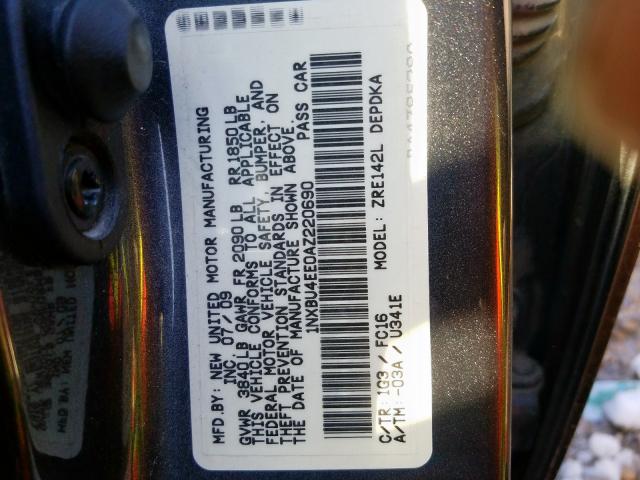 MFD BY: NEW UNITED MOTOR MANUFACTURING
INC. 07/09
GVWR 3840LB GAWR FR 2090LB RR1850LB
THIS VEHICLE CONFORMS TO ALL APPLICABLE
FEDERAL MOTOR VEHICLE SAFETY, BUMPER, AND
THEFT PREVENTION STANDARDS IN EFFECT ON
THE DATE OF MANUFACTURE SHOWN ABOVE.
1NXBU4EE0AZ220690 PASS CAR
MODEL: ZRE142L DEPDKA
C/TR: 1G3 / FC16
A/TM: -03A / U341E